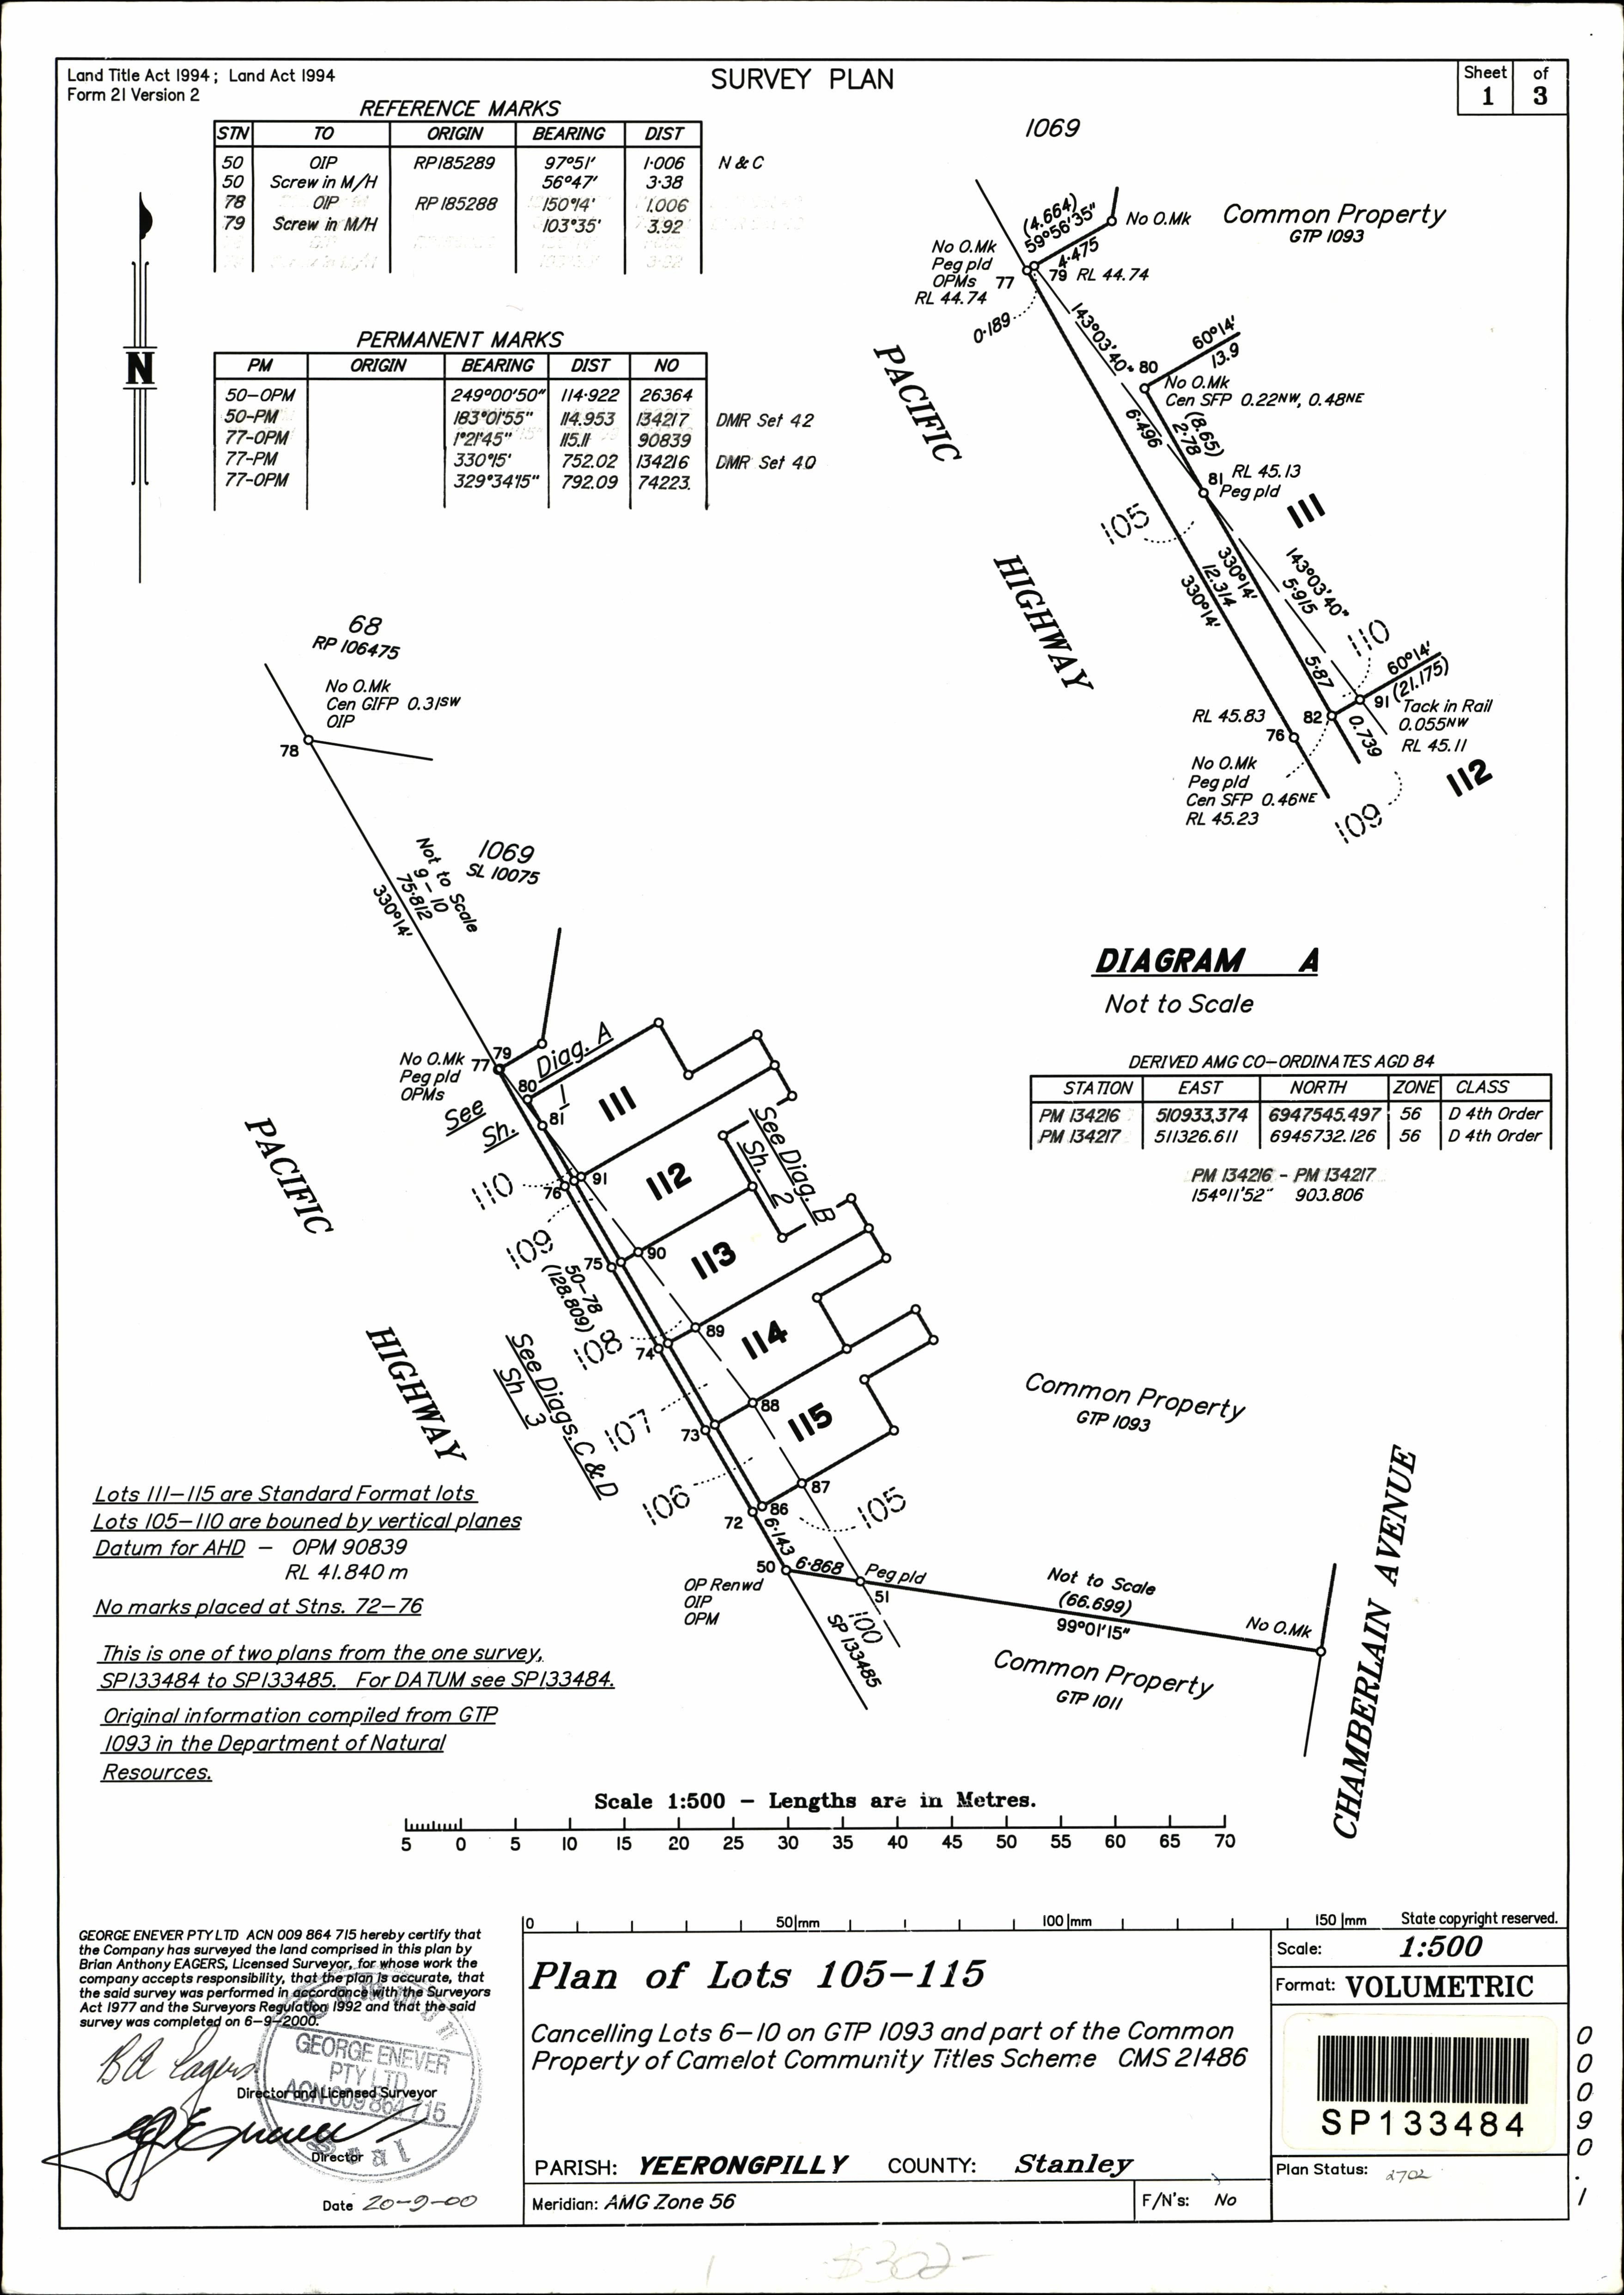 Land Title Act 1994 ; Land Act 1994
Form 21 Version 2
SURVEY PLAN
Sheet 1 of 3
REFERENCE MARKS
STN TO ORIGIN BEARING DIST
50 OIP RP185289 97°51' 1·006 N & C
50 Screw in M/H 56°47' 3·38
78 OIP RP185288 150°14' 1.006
79 Screw in M/H 103°35' 3.92
PERMANENT MARKS
PM ORIGIN BEARING DIST NO
50-OPM 249°00'50" 114·922 26364
50-PM 183°01'55" 114.953 134217 DMR Set 42
77-OPM 1°21'45" 115.11 90839
77-PM 330°15' 752.02 134216 DMR Set 40
77-OPM 329°34'15" 792.09 74223.
N
1069
(4.664)
59°56'35"
4·475
No O.Mk
Common Property
GTP 1093
No O.Mk
Peg pld
OPMs 77
RL 44.74
79 RL 44.74
0·189
143°03'40"
6·496
60°14'
13.9
80
No O.Mk
Cen SFP 0.22NW, 0.48NE
(8.65)
2·78
81 RL 45.13
Peg pld
PACIFIC
HIGHWAY
105
111
330°14'
12.314
330°14'
143°03'40"
5·915
110
5·87
60°14'
(21.175)
91 Tack in Rail
0.055NW
RL 45.11
82
0.739
RL 45.83
76
No O.Mk
Peg pld
Cen SFP 0.46NE
RL 45.23
109
112
68
RP 106475
No O.Mk
Cen GIFP 0.31SW
OIP
78
Not to Scale
9-10
75·812
330°14'
1069
SL 10075
DIAGRAM A
Not to Scale
DERIVED AMG CO-ORDINATES AGD 84
STATION EAST NORTH ZONE CLASS
PM 134216 510933,374 6947545.497 56 D 4th Order
PM 134217 511326.611 6946732.126 56 D 4th Order
PM 134216 - PM 134217
154°11'52" 903.806
No O.Mk
Peg pld
OPMs
77
79
80
81
Diag. A
See
Sh. 1
111
112
113
114
115
See Diag. B
Sh. 2
110
76
91
109
75
90
50-78
(128.809)
108
74
89
See Diags. C & D
Sh 3
107
73
88
106
72
86
87
105
6·143
50
6·868
Peg pld
51
OP Renwd
OIP
OPM
100
SP 133485
PACIFIC
HIGHWAY
Common Property
GTP 1093
Not to Scale
(66.699)
99°01'15"
No O.Mk
Common Property
GTP 1011
CHAMBERLAIN AVENUE
Lots 111-115 are Standard Format lots
Lots 105-110 are bouned by vertical planes
Datum for AHD - OPM 90839
RL 41.840 m
No marks placed at Stns. 72-76
This is one of two plans from the one survey,
SP133484 to SP133485. For DATUM see SP133484.
Original information compiled from GTP
1093 in the Department of Natural
Resources.
Scale 1:500 - Lengths are in Metres.
5 0 5 10 15 20 25 30 35 40 45 50 55 60 65 70
0 50 mm 100 mm 150 mm State copyright reserved.
GEORGE ENEVER PTY LTD ACN 009 864 715 hereby certify that
the Company has surveyed the land comprised in this plan by
Brian Anthony EAGERS, Licensed Surveyor, for whose work the
company accepts responsibility, that the plan is accurate, that
the said survey was performed in accordance with the Surveyors
Act 1977 and the Surveyors Regulation 1992 and that the said
survey was completed on 6-9-2000.
Common
GEORGE ENEVER
PTY LTD
ACN 009 864 715
Seal
B A Eagers
Director and Licensed Surveyor
Director
Date 20-9-00
Plan of Lots 105-115
Cancelling Lots 6-10 on GTP 1093 and part of the Common
Property of Camelot Community Titles Scheme CMS 21486
PARISH: YEERONGPILLY COUNTY: Stanley
Meridian: AMG Zone 56 F/N's: No
Scale: 1:500
Format: VOLUMETRIC
SP133484
Plan Status: 2702
00090.1
$302-